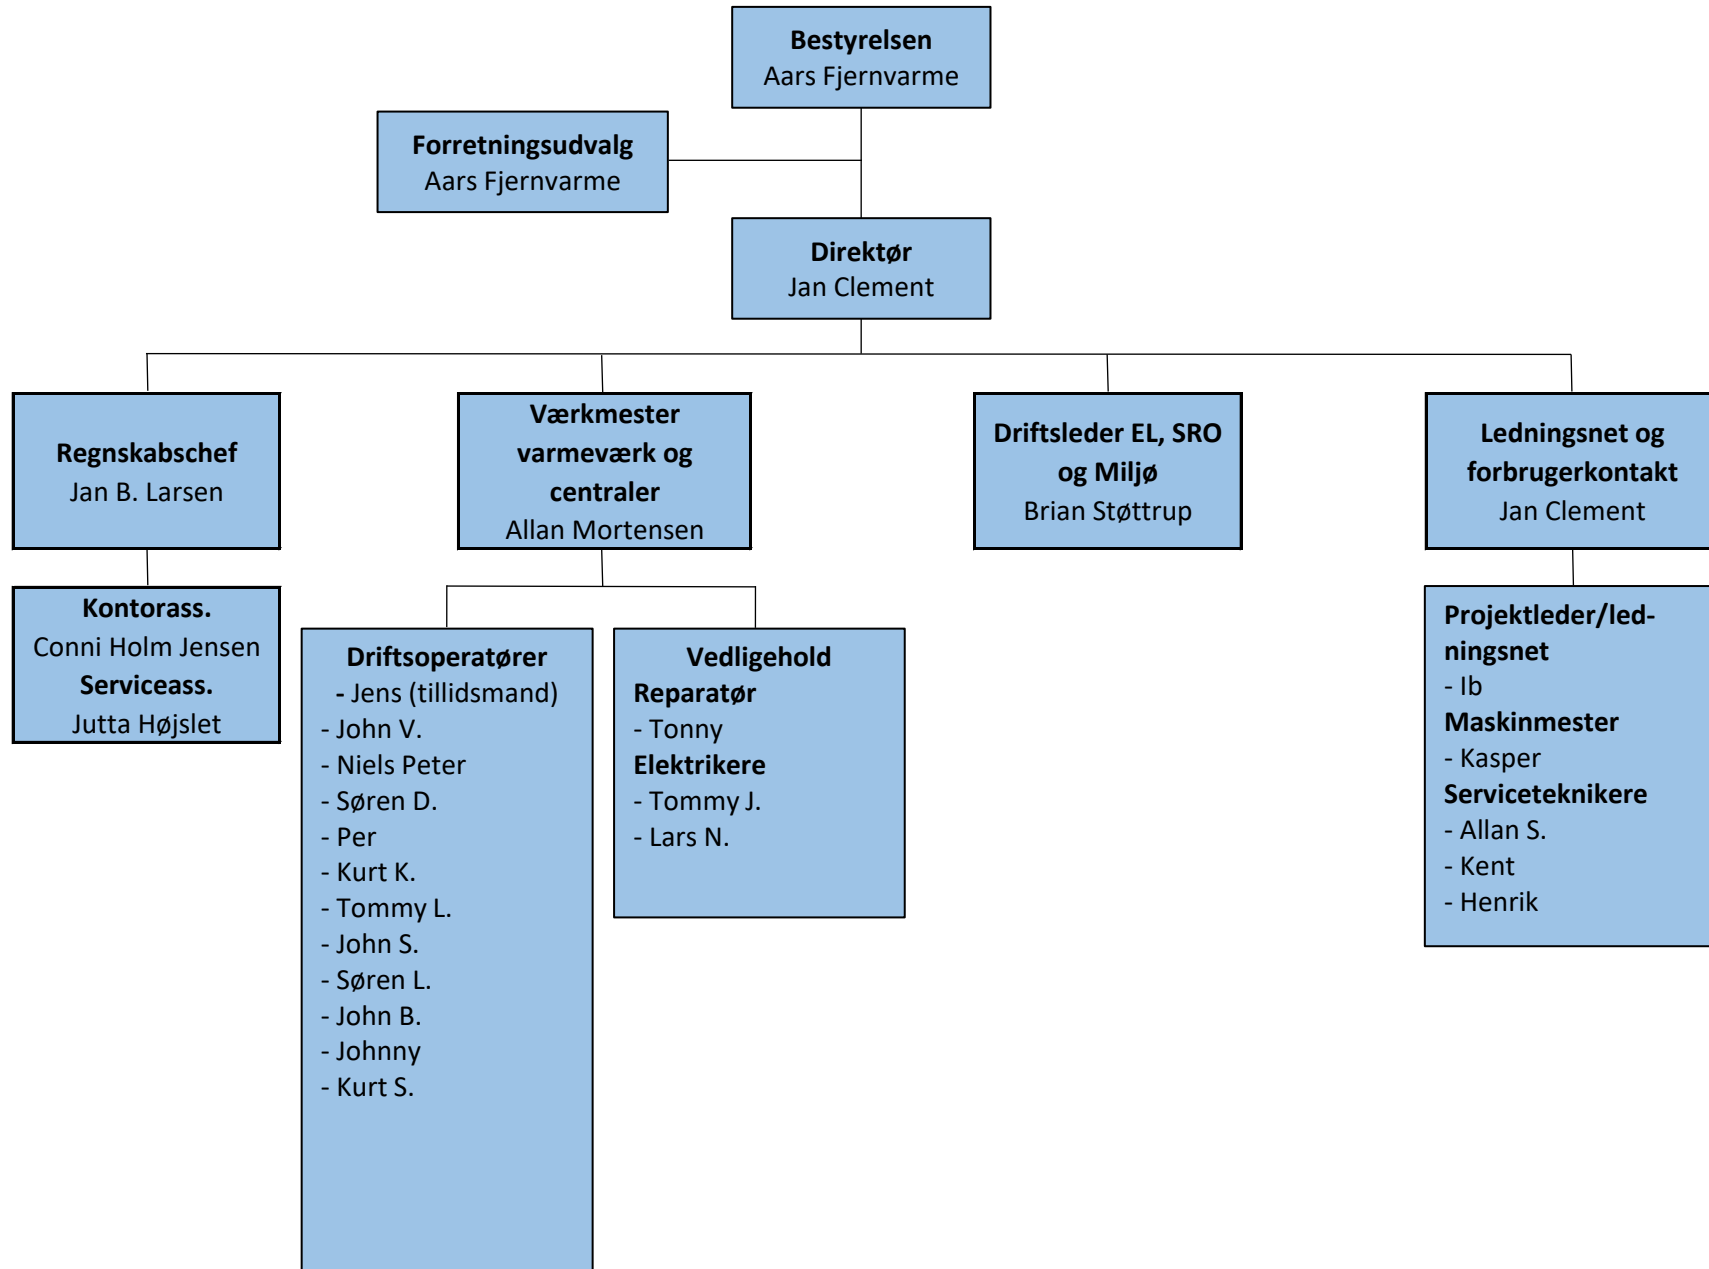 Bestyrelsen
Aars Fjernvarme
Forretningsudvalg
Aars Fjernvarme
Direktør
Jan Clement
Regnskabschef
Jan B. Larsen
Værkmester
varmeværk og
centraler
Allan Mortensen
Driftsleder EL, SRO
og Miljø
Brian Støttrup
Ledningsnet og
forbrugerkontakt
Jan Clement
Kontorass.
Conni Holm Jensen
Serviceass.
Jutta Højslet
Driftsoperatører
- Jens (tillidsmand)
- John V.
- Niels Peter
- Søren D.
- Per
- Kurt K.
- Tommy L.
- John S.
- Søren L.
- John B.
- Johnny
- Kurt S.
Vedligehold
Reparatør
- Tonny
Elektrikere
- Tommy J.
- Lars N.
Projektleder/led-
ningsnet
- Ib
Maskinmester
- Kasper
Serviceteknikere
- Allan S.
- Kent
- Henrik